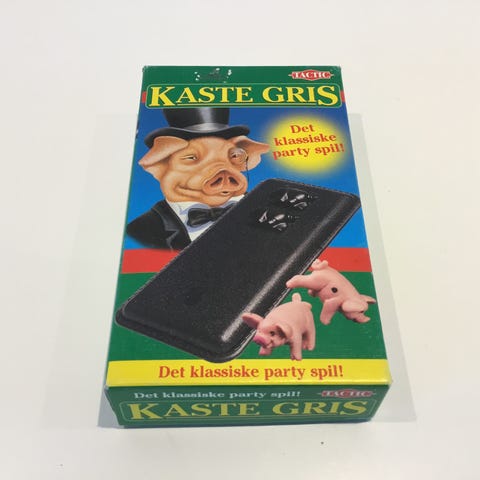 TACTIC
KASTE GRIS
Det
klassiske
party spil!
Det klassiske party spil!
Det klassiske party spil!
TACTIC
KASTE GRIS